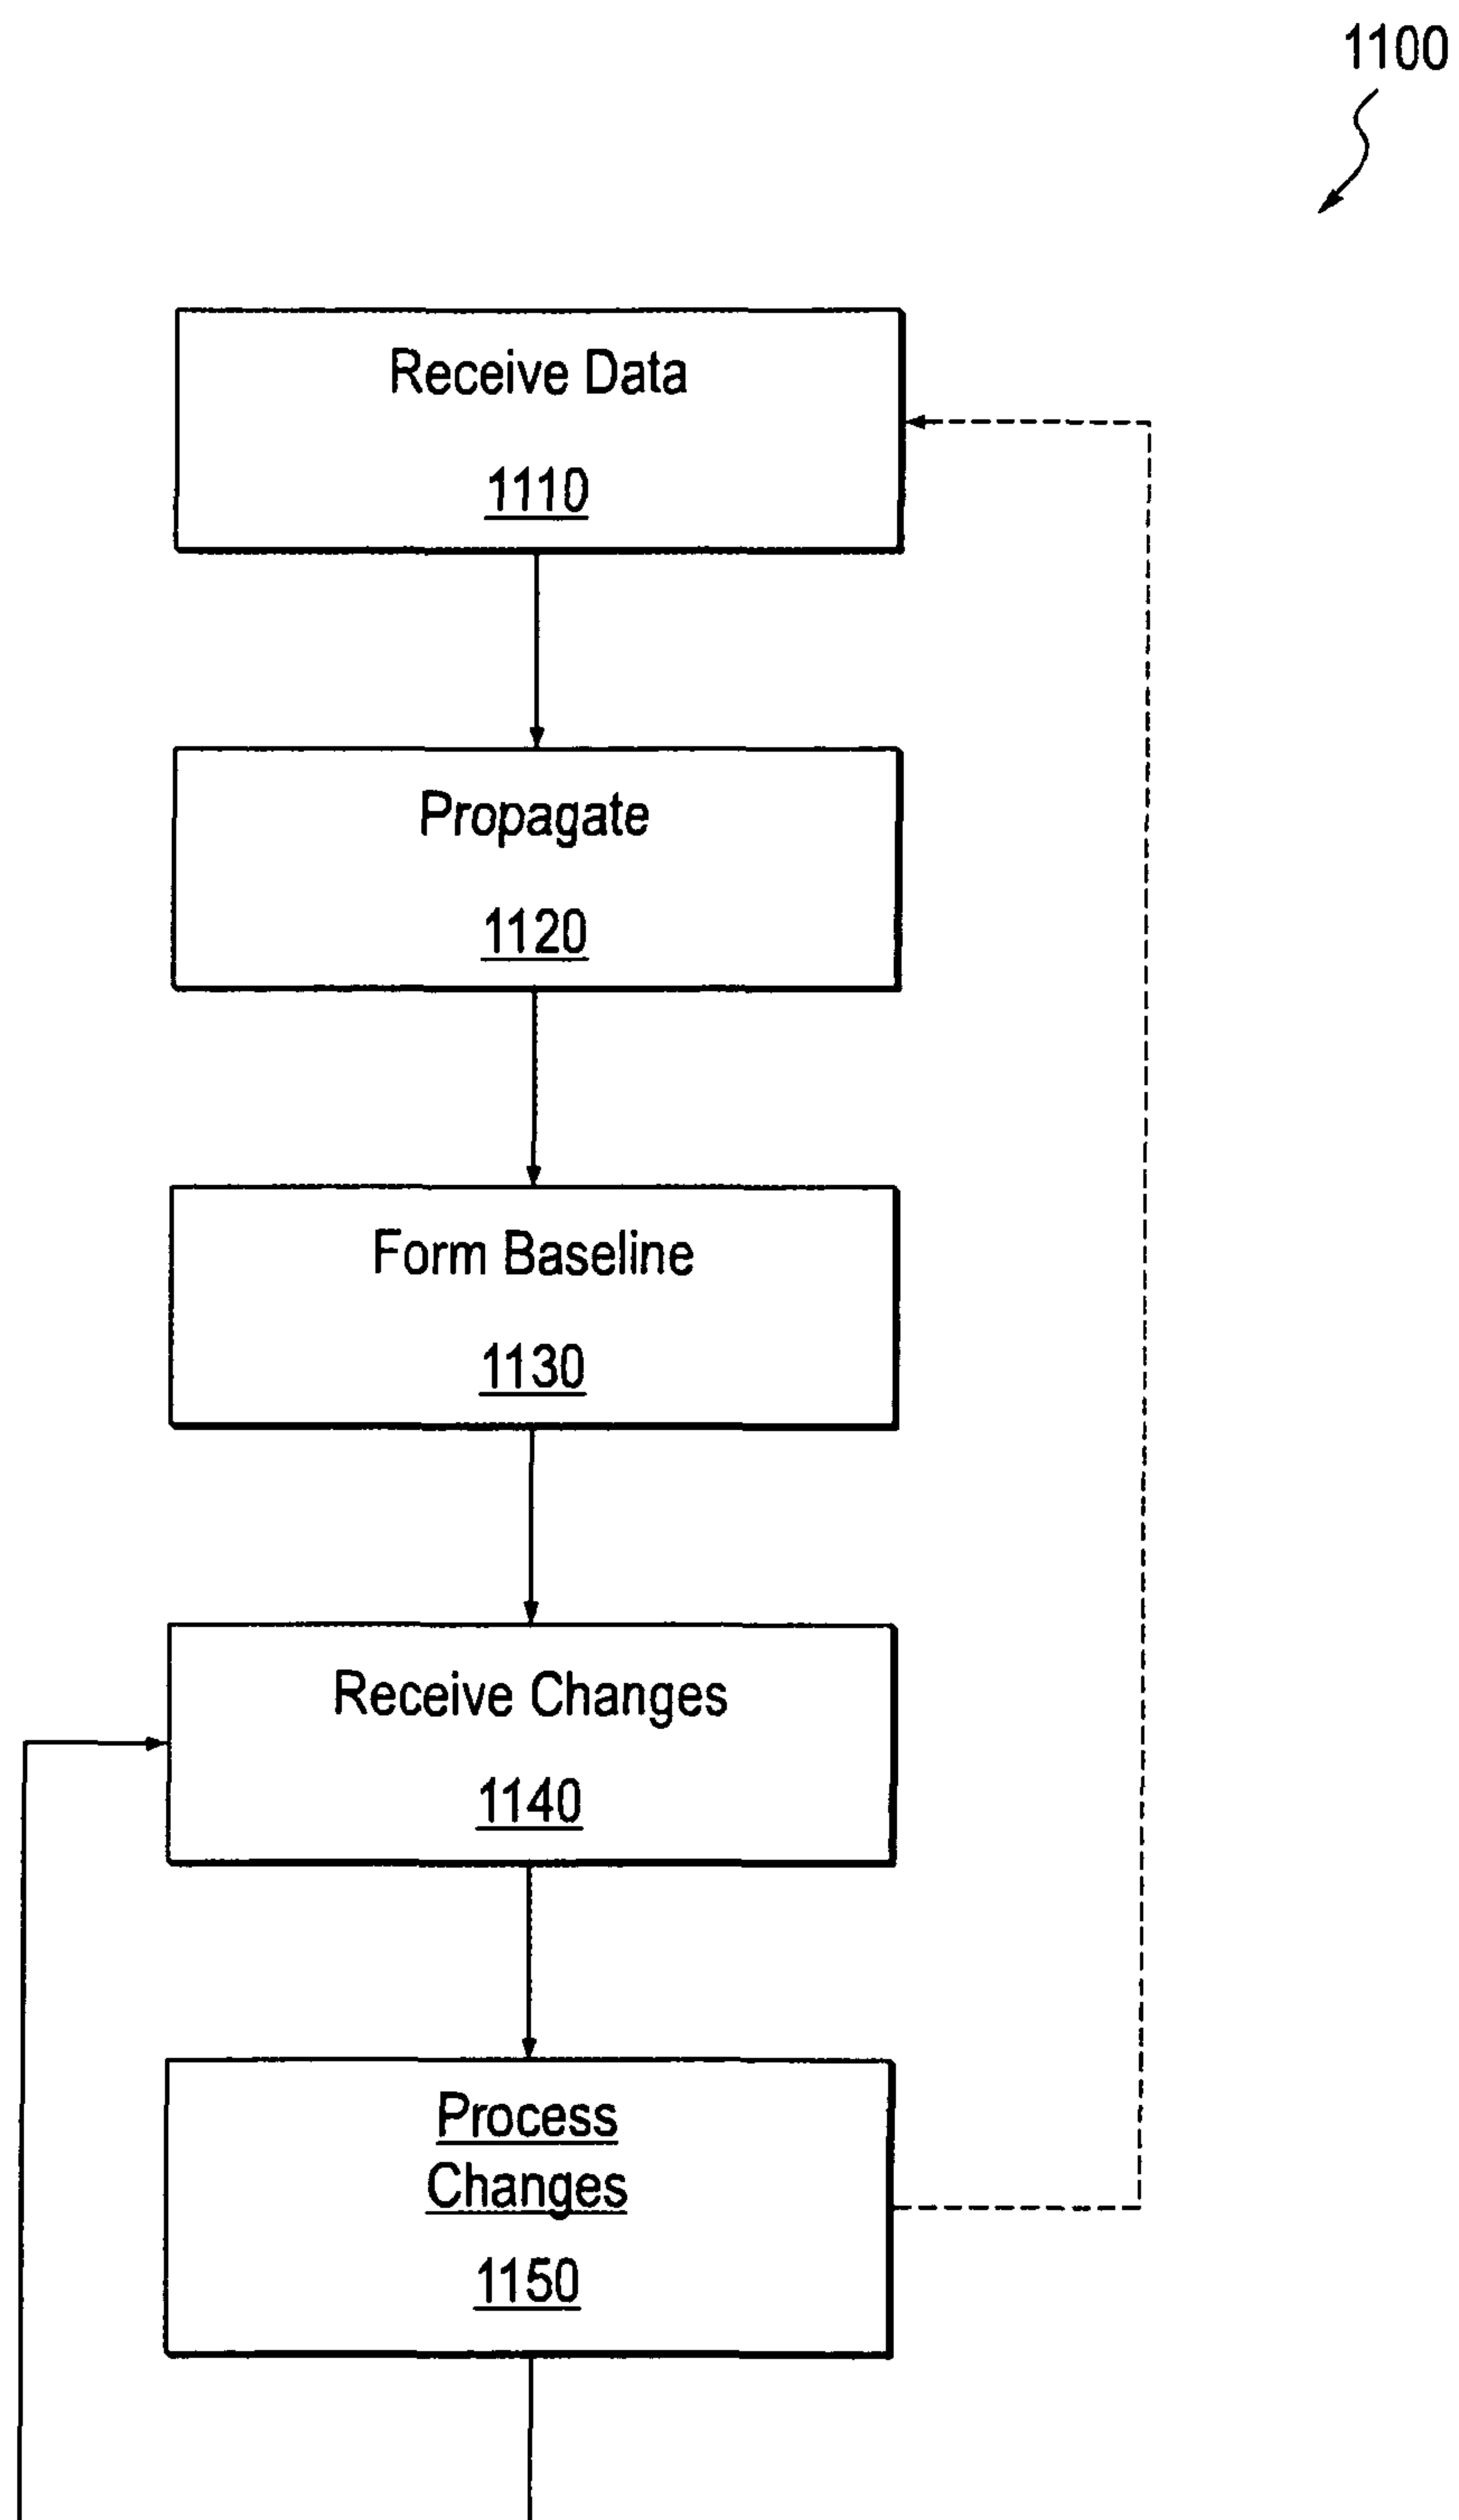 1100
Receive Data
1110
Propagate
1120
Form Baseline
1130
Receive Changes
1140
Process
Changes
1150